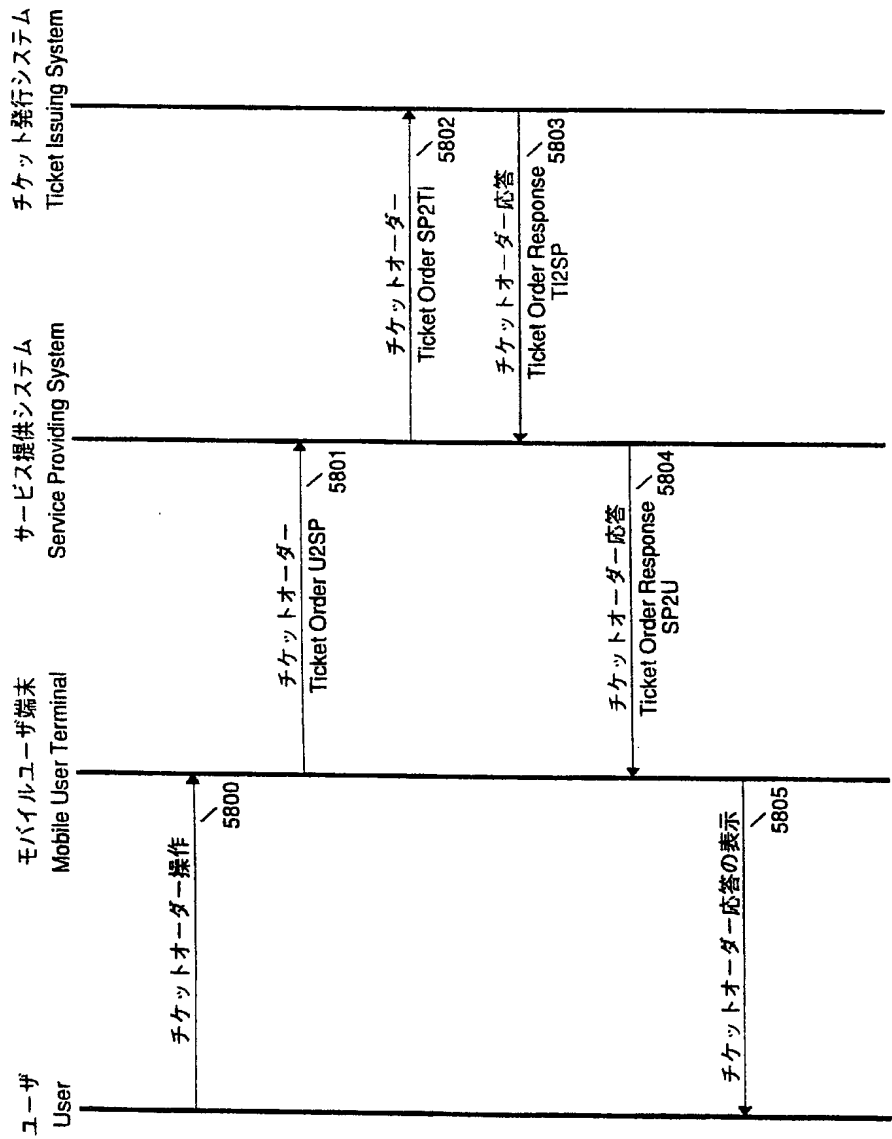 ユーザ
User
モバイルユーザ端末
Mobile User Terminal
サービス提供システム
Service Providing System
チケット発行システム
Ticket Issuing System
チケットオーダー操作
5800
チケットオーダー
Ticket Order U2SP
5801
チケットオーダー
Ticket Order SP2Ti
5802
チケットオーダー応答
Ticket Order Response
TI2SP
5803
チケットオーダー応答
Ticket Order Response
SP2U
5804
チケットオーダー応答の表示
5805